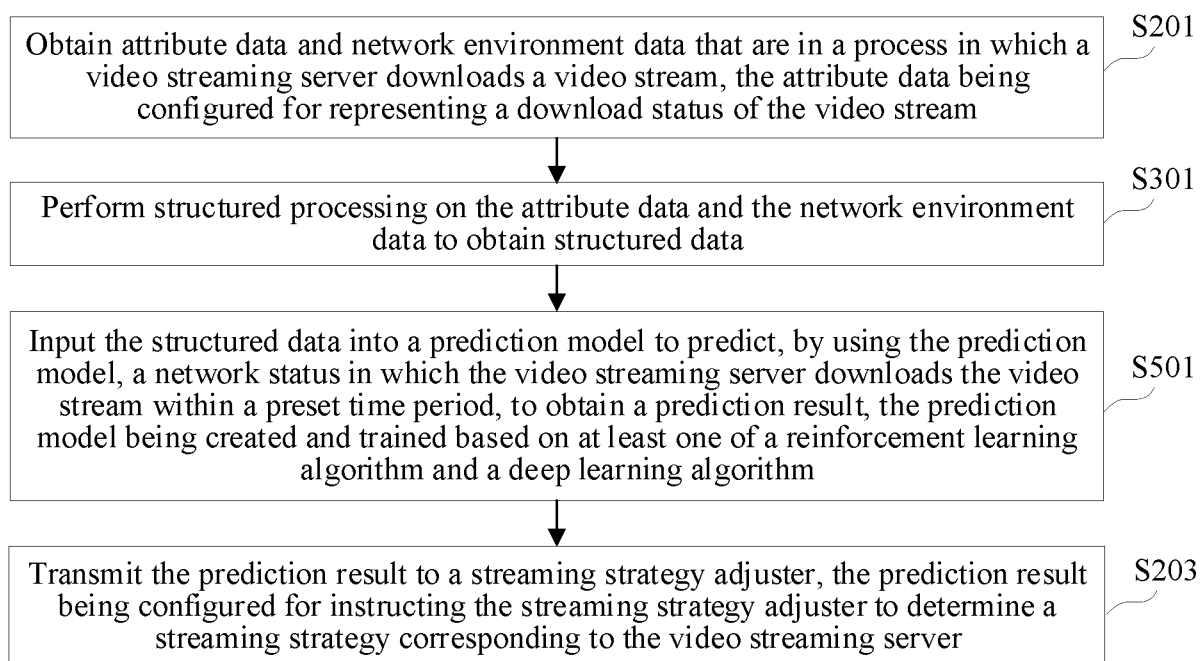 Obtain attribute data and network environment data that are in a process in which a
video streaming server downloads a video stream, the attribute data being
configured for representing a download status of the video stream
S201
Perform structured processing on the attribute data and the network environment
data to obtain structured data
S301
Input the structured data into a prediction model to predict, by using the prediction
model, a network status in which the video streaming server downloads the video
stream within a preset time period, to obtain a prediction result, the prediction
model being created and trained based on at least one of a reinforcement learning
algorithm and a deep learning algorithm
S501
Transmit the prediction result to a streaming strategy adjuster, the prediction result
being configured for instructing the streaming strategy adjuster to determine a
streaming strategy corresponding to the video streaming server
S203